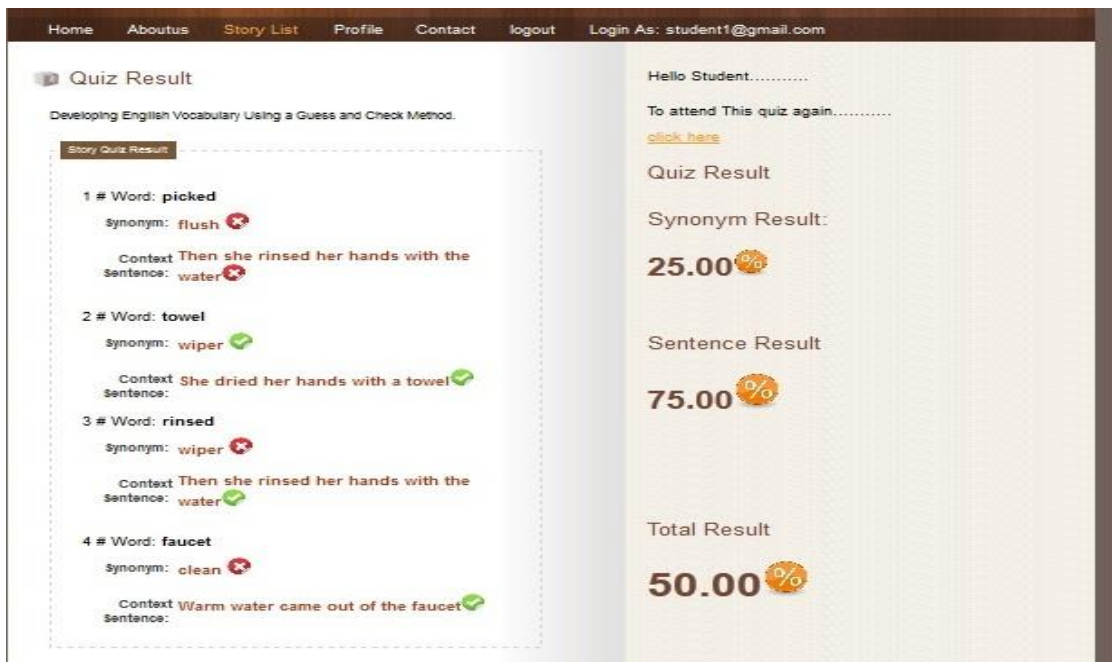 Home Aboutus Story List Profile Contact logout Login As: student1@gmail.com
Quiz Result
Developing English Vocabulary Using a Guess and Check Method.
Story Quiz Result
1 # Word: picked
Synonym: flush
Context Sentence: Then she rinsed her hands with the
water
2 # Word: towel
Synonym: wiper
Context Sentence: She dried her hands with a towel
3 # Word: rinsed
Synonym: wiper
Context Sentence: Then she rinsed her hands with the
water
4 # Word: faucet
Synonym: clean
Context Sentence: Warm water came out of the faucet
Hello Student...........
To attend This quiz again...........
click here
Quiz Result
Synonym Result:
25.00%
Sentence Result
75.00%
Total Result
50.00%